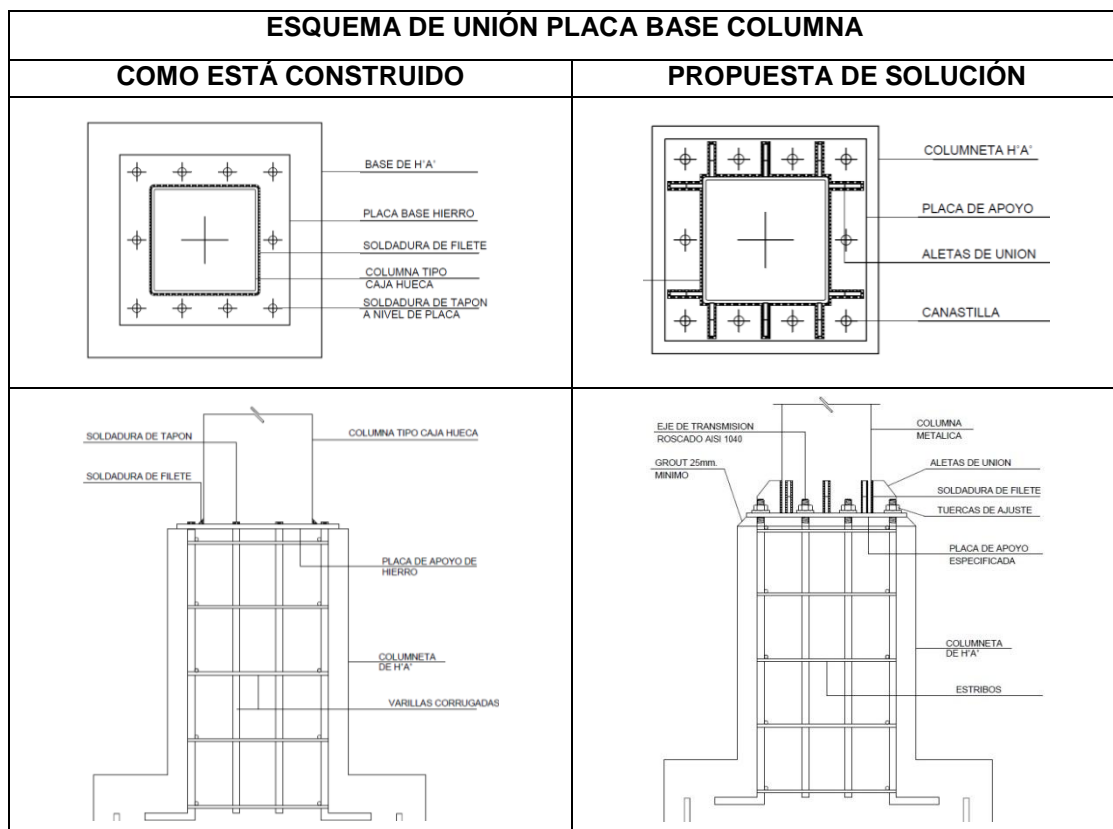 ESQUEMA DE UNIÓN PLACA BASE COLUMNA
COMO ESTÁ CONSTRUIDO
PROPUESTA DE SOLUCIÓN
BASE DE H°A°
PLACA BASE HIERRO
SOLDADURA DE FILETE
COLUMNA TIPO
CAJA HUECA
SOLDADURA DE TAPON
A NIVEL DE PLACA
COLUMNETA H°A°
PLACA DE APOYO
ALETAS DE UNION
CANASTILLA
SOLDADURA DE TAPON
COLUMNA TIPO CAJA HUECA
SOLDADURA DE FILETE
PLACA DE APOYO DE
HIERRO
COLUMNETA
DE H°A°
VARILLAS CORRUGADAS
EJE DE TRANSMISION
ROSCADO AISI 1040
COLUMNA
METALICA
GROUT 25mm.
MINIMO
ALETAS DE UNION
SOLDADURA DE FILETE
TUERCAS DE AJUSTE
PLACA DE APOYO
ESPECIFICADA
COLUMNETA
DE H°A°
ESTRIBOS